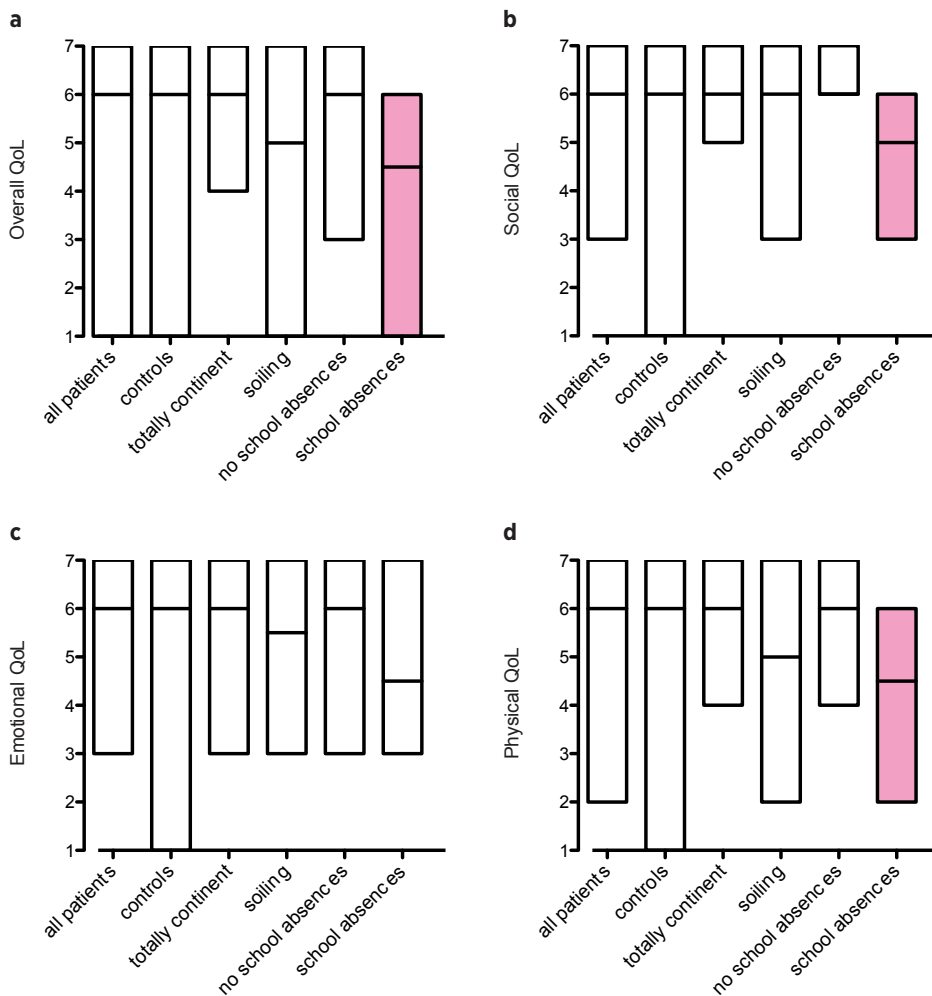 a
Overall QoL
7
6
5
4
3
2
1
all patients
controls
totally continent
soiling
no school absences
school absences
b
Social QoL
7
6
5
4
3
2
1
all patients
controls
totally continent
soiling
no school absences
school absences
c
Emotional QoL
7
6
5
4
3
2
1
all patients
controls
totally continent
soiling
no school absences
school absences
d
Physical QoL
7
6
5
4
3
2
1
all patients
controls
totally continent
soiling
no school absences
school absences